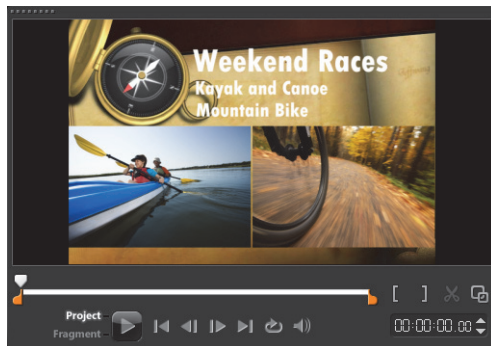 Weekend Races
Kayak and Canoe
Mountain Bike
Project
Fragment
00:00:00.00